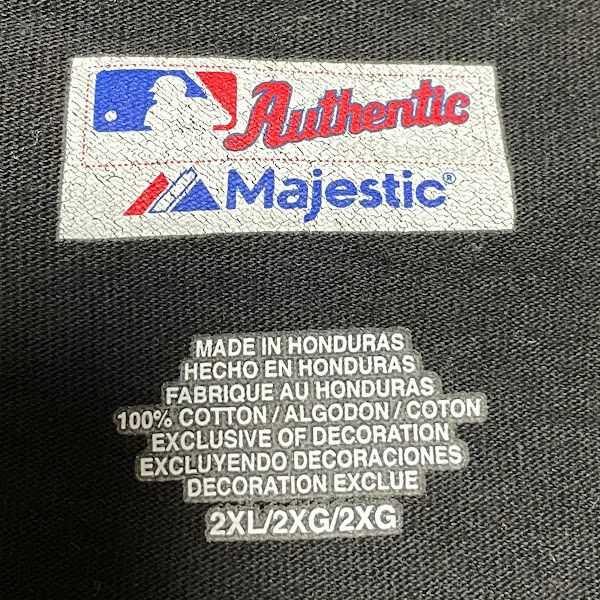 Authentic
Majestic®
MADE IN HONDURAS
HECHO EN HONDURAS
FABRIQUE AU HONDURAS
100% COTTON / ALGODON / COTON
EXCLUSIVE OF DECORATION
EXCLUYENDO DECORACIONES
DECORATION EXCLUE
2XL/2XG/2XG